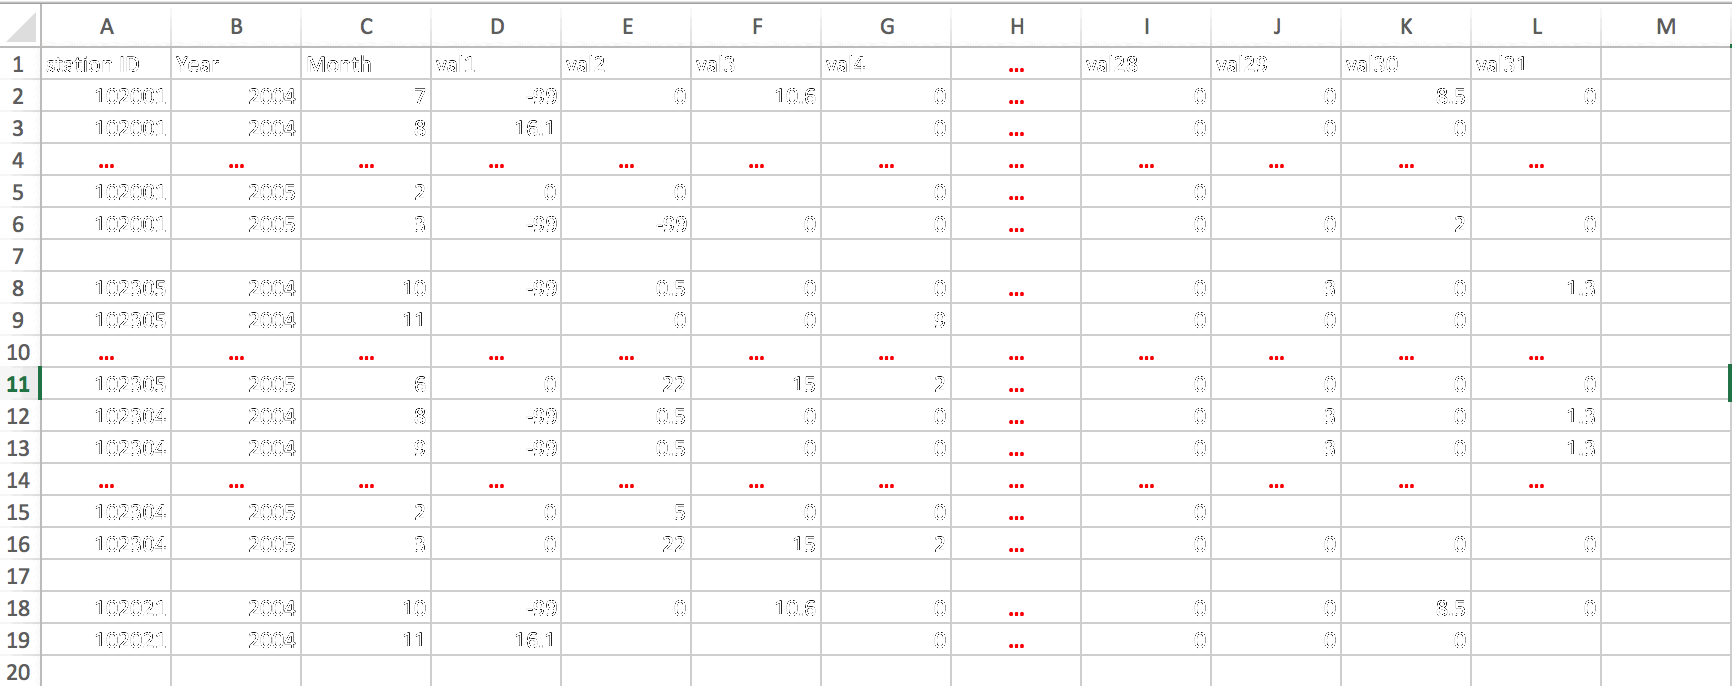 A B C D E F G H I J K L M
1 station ID Year Month val1 val2 val3 val4 ... val28 val29 val30 val31
2 102001 2004 7 -99 0 10.6 0 ... 0 0 8.5 0
3 102001 2004 8 16.1 0 ... 0 0 0
4 ... ... ... ... ... ... ... ... ... ... ... ...
5 102001 2005 2 0 0 0 ... 0
6 102001 2005 3 -99 -99 0 0 ... 0 0 2 0
7
8 102305 2004 10 -99 0.5 0 0 ... 0 3 0 1.3
9 102305 2004 11 0 0 9 0 0 0
10 ... ... ... ... ... ... ... ... ... ... ... ...
11 102305 2005 6 0 22 15 2 ... 0 0 0 0
12 102304 2004 8 -99 0.5 0 0 ... 0 3 0 1.3
13 102304 2004 9 -99 0.5 0 0 ... 0 3 0 1.3
14 ... ... ... ... ... ... ... ... ... ... ... ...
15 102304 2005 2 0 5 0 0 ... 0
16 102304 2005 3 0 22 15 2 ... 0 0 0 0
17
18 102021 2004 10 -99 0 10.6 0 ... 0 0 8.5 0
19 102021 2004 11 16.1 0 ... 0 0 0
20